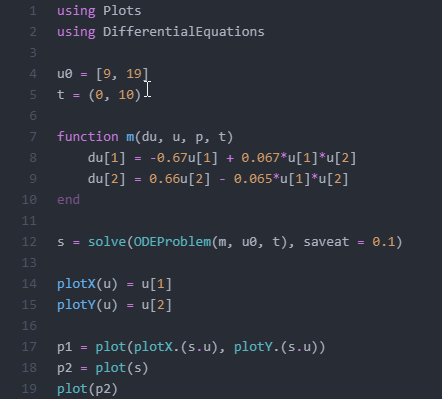 1 using Plots
2 using DifferentialEquations
3
4 u0 = [9, 19]
5 t = (0, 10)
6
7 function m(du, u, p, t)
8     du[1] = -0.67u[1] + 0.067*u[1]*u[2]
9     du[2] = 0.66u[2] - 0.065*u[1]*u[2]
10 end
11
12 s = solve(ODEProblem(m, u0, t), saveat = 0.1)
13
14 plotX(u) = u[1]
15 plotY(u) = u[2]
16
17 p1 = plot(plotX.(s.u), plotY.(s.u))
18 p2 = plot(s)
19 plot(p2)